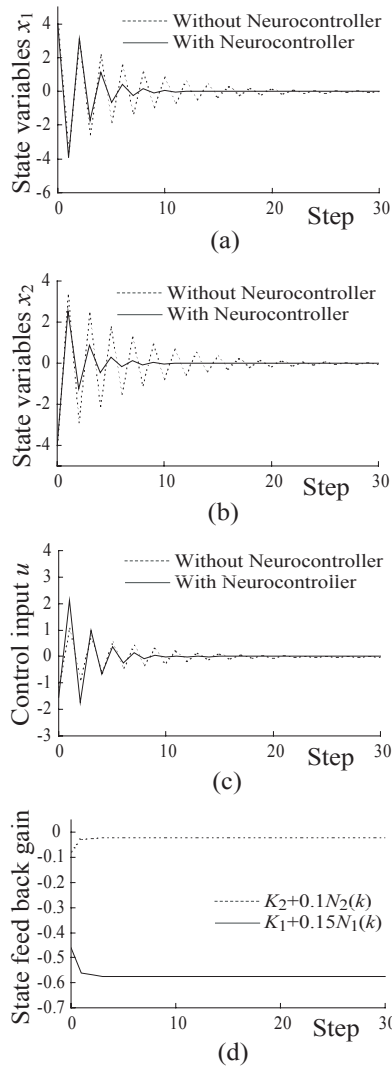 State variables x1
4
2
0
-2
-4
-6
Without Neurocontroller
With Neurocontroller
0
10
20
30
Step
(a)
State variables x2
4
2
0
-2
-4
Without Neurocontroller
With Neurocontroller
0
10
20
30
Step
(b)
Control input u
4
3
2
1
0
-1
-2
-3
Without Neurocontroller
With Neurocontroller
0
10
20
30
Step
(c)
State feed back gain
0
-0.1
-0.2
-0.3
-0.4
-0.5
-0.6
-0.7
K2+0.1N2(k)
K1+0.15N1(k)
0
10
20
30
Step
(d)